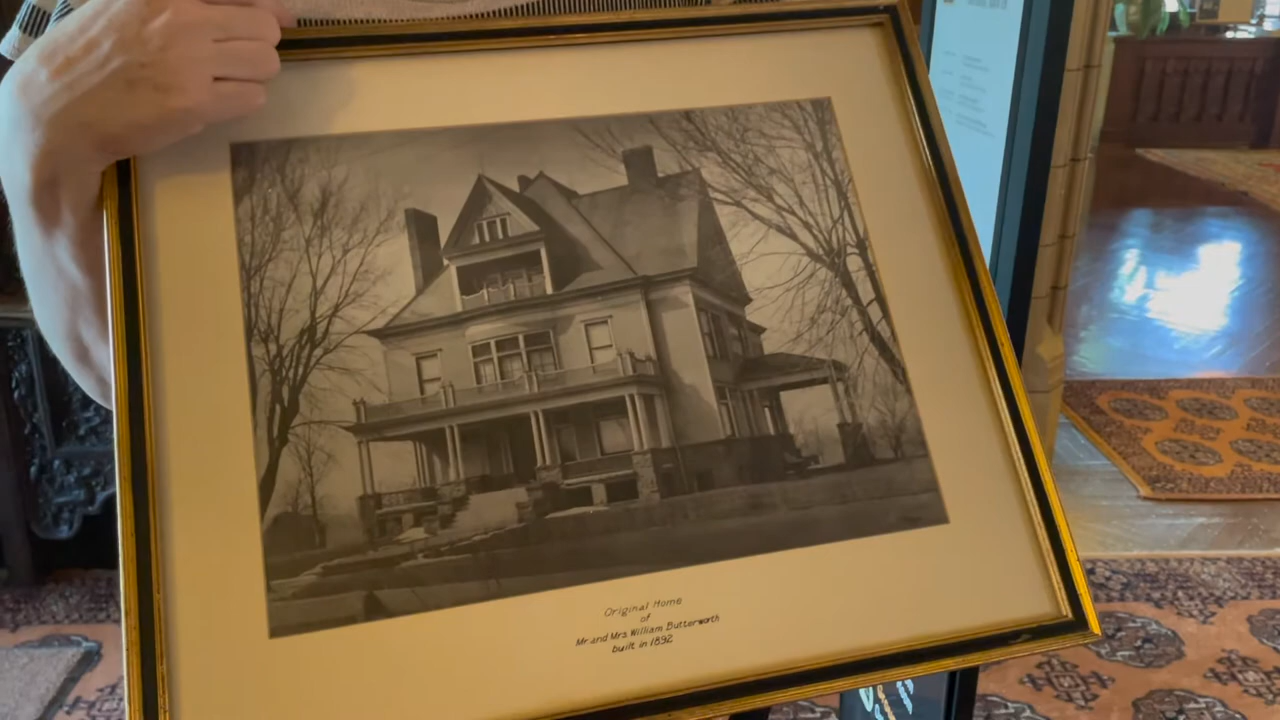 Original Home
of
Mr. and Mrs. William Butterworth
built in 1892